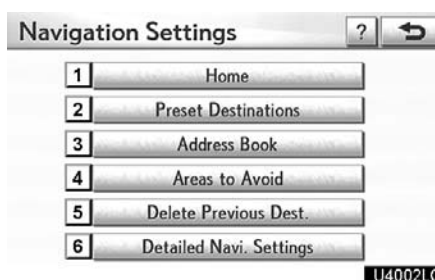 Navigation Settings ?
1 Home
2 Preset Destinations
3 Address Book
4 Areas to Avoid
5 Delete Previous Dest.
6 Detailed Navi. Settings